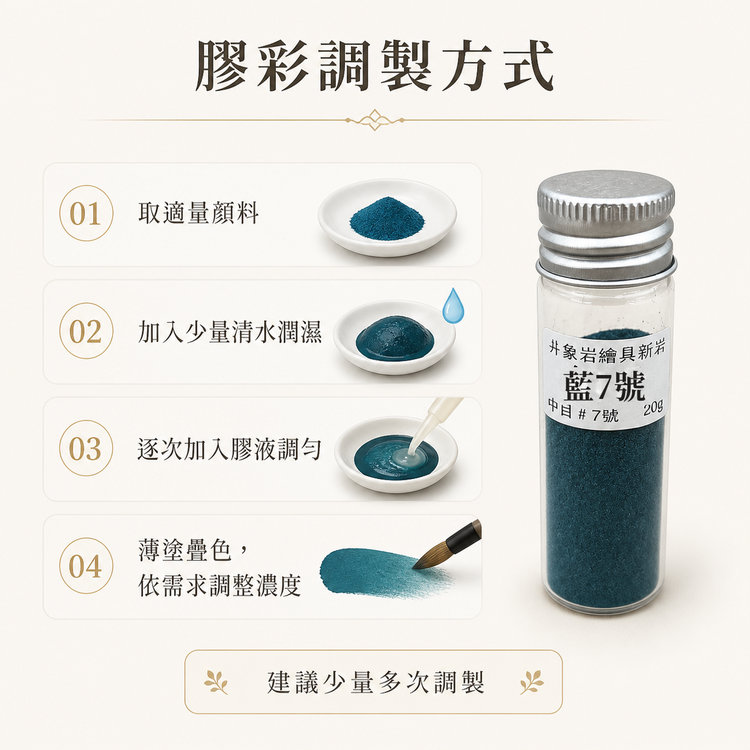 膠彩調製方式
01
取適量顏料
02
加入少量清水潤濕
03
逐次加入膠液調勻
04
薄塗疊色，
依需求調整濃度
井象岩繪具新岩
藍7號
中目 # 7號 20g
建議少量多次調製